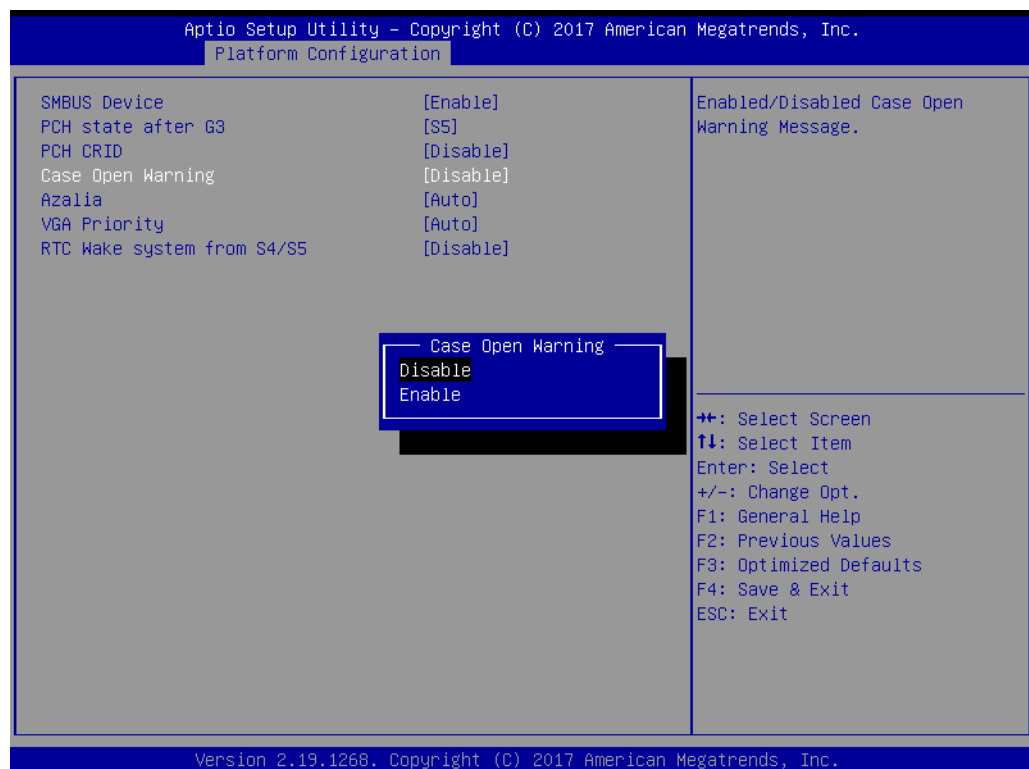 Aptio Setup Utility – Copyright (C) 2017 American Megatrends, Inc.
Platform Configuration
SMBUS Device [Enable]
PCH state after G3 [S5]
PCH CRID [Disable]
Case Open Warning [Disable]
Azalia [Auto]
VGA Priority [Auto]
RTC Wake system from S4/S5 [Disable]
Case Open Warning
Disable
Enable
Enabled/Disabled Case Open
Warning Message.
→←: Select Screen
↑↓: Select Item
Enter: Select
+/-: Change Opt.
F1: General Help
F2: Previous Values
F3: Optimized Defaults
F4: Save & Exit
ESC: Exit
Version 2.19.1268. Copyright (C) 2017 American Megatrends, Inc.